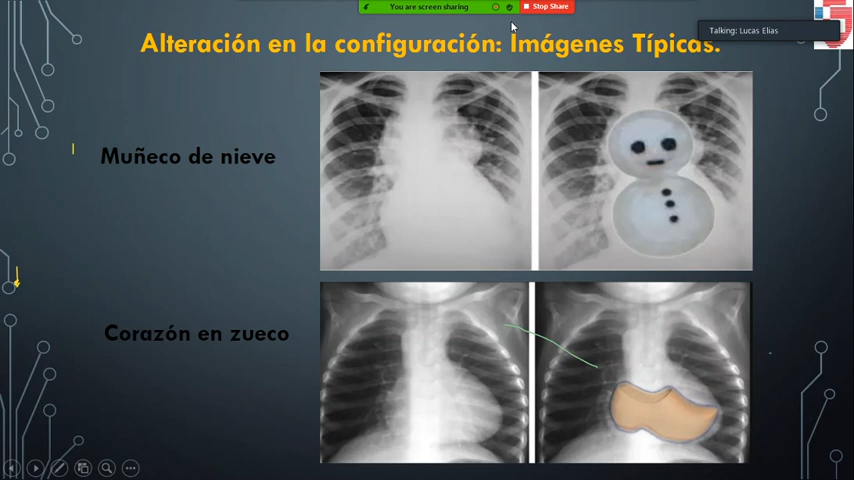 You are screen sharing
Stop Share
Talking: Lucas Elias
Alteración en la configuración: Imágenes Típicas.
Muñeco de nieve
Corazón en zueco